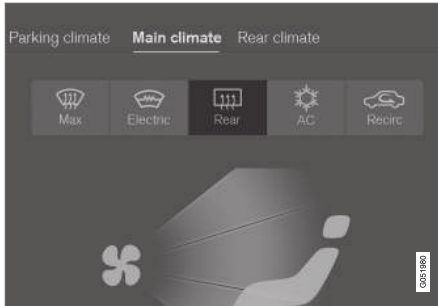 Parking climate Main climate Rear climate
Max Electric Rear AC Recirc
G051980